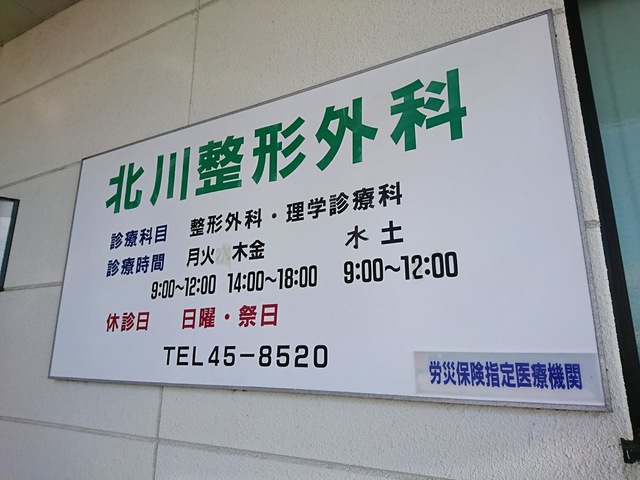 北川整形外科
診療科目 整形外科・理学診療科
診療時間 月火水木金 水土
9:00～12:00 14:00～18:00 9:00～12:00
休診日 日曜・祭日
TEL45－8520
労災保険指定医療機関